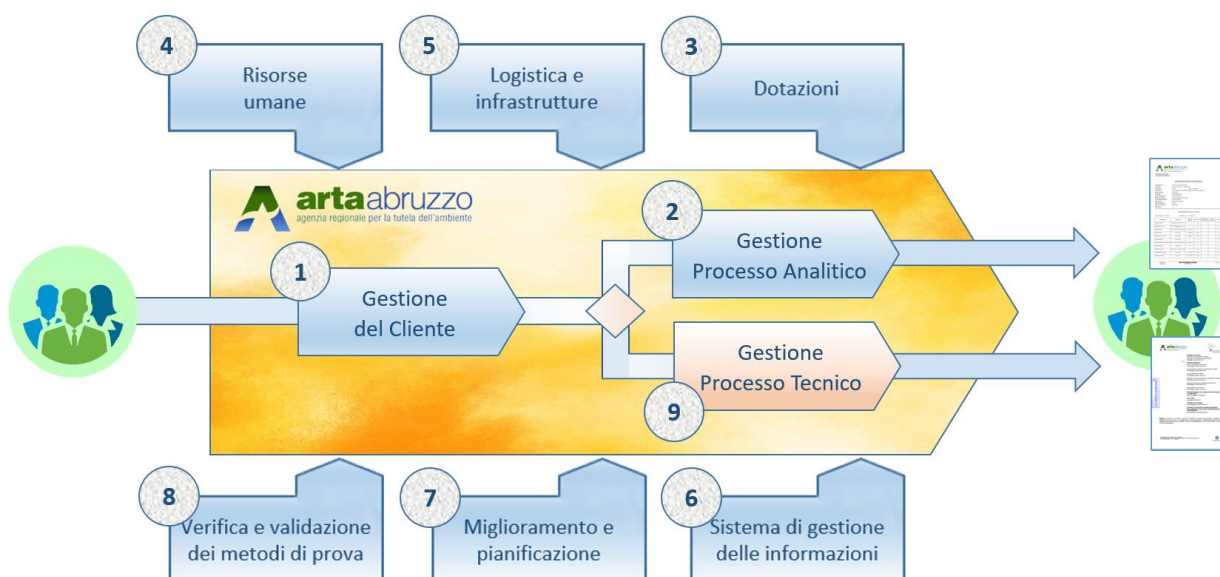 4
Risorse
umane
5
Logistica e
infrastrutture
3
Dotazioni
artaabruzzo
agenzia regionale per la tutela dell'ambiente
1
Gestione
del Cliente
2
Gestione
Processo Analitico
Gestione
Processo Tecnico
9
8
Verifica e validazione
dei metodi di prova
7
Miglioramento e
pianificazione
6
Sistema di gestione
delle informazioni